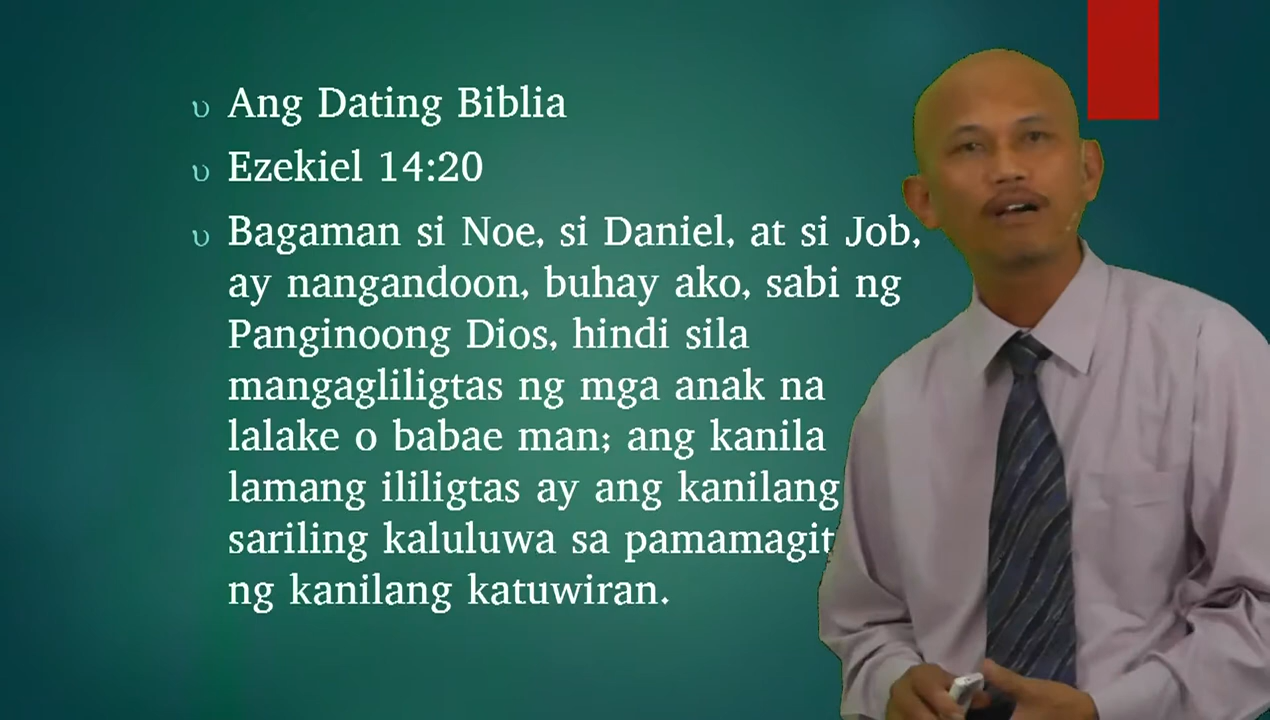 Ang Dating Biblia
Ezekiel 14:20
Bagaman si Noe, si Daniel, at si Job,
ay nangandoon, buhay ako, sabi ng
Panginoong Dios, hindi sila
mangagliligtas ng mga anak na
lalake o babae man; ang kanila
lamang ililigtas ay ang kanilang
sariling kaluluwa sa pamamagit
ng kanilang katuwiran.